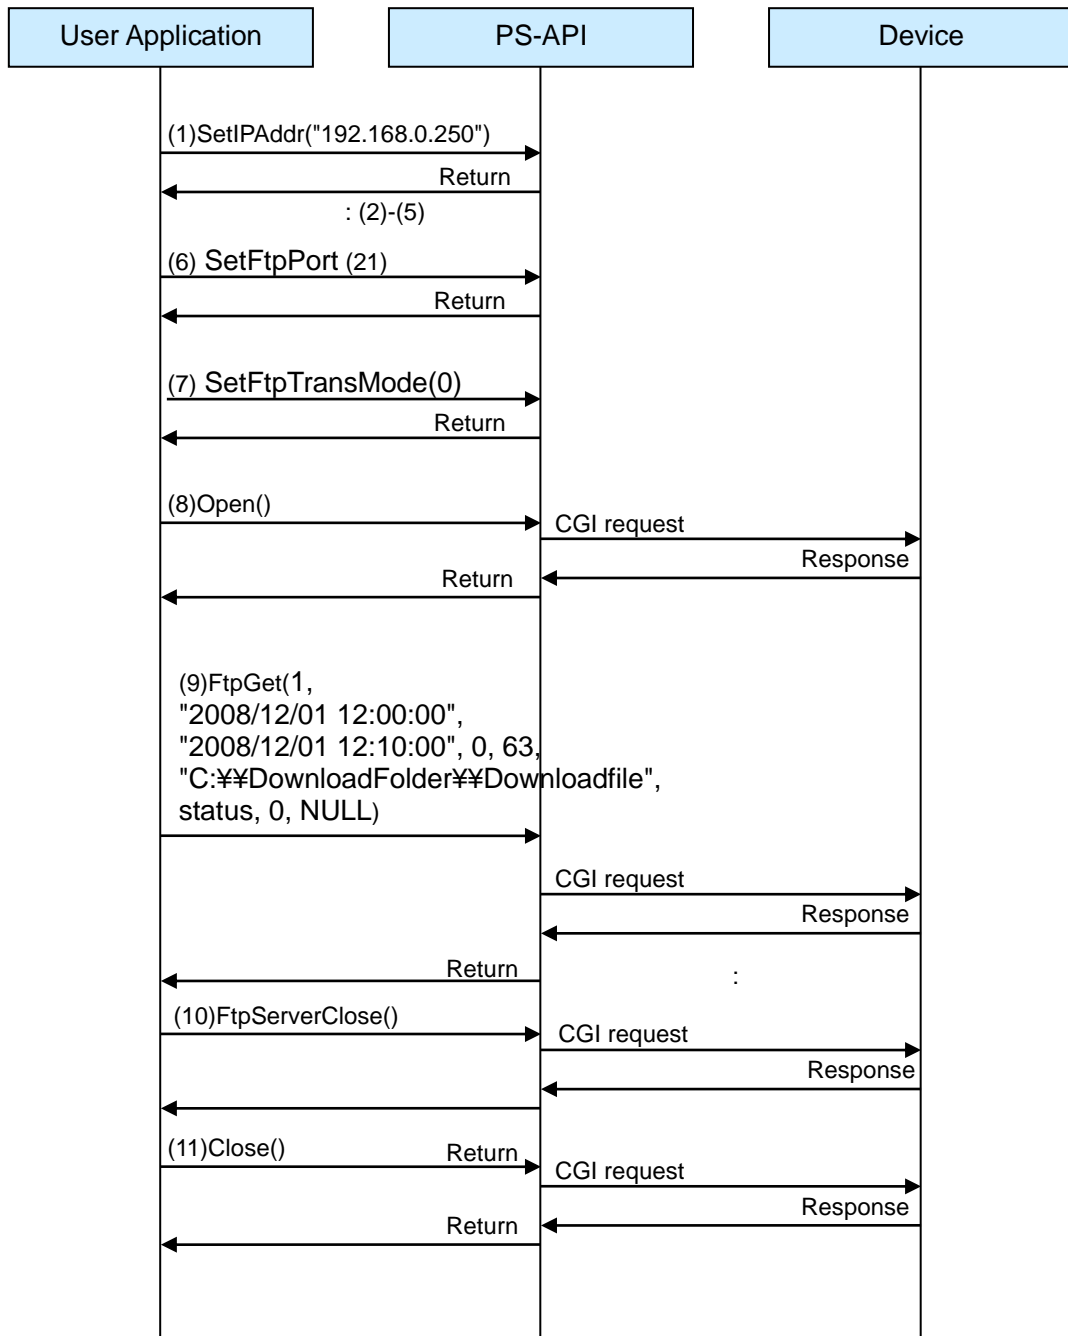 User Application
PS-API
Device
(1)SetIPAddr("192.168.0.250")
Return
: (2)-(5)
(6) SetFtpPort (21)
Return
(7) SetFtpTransMode(0)
Return
(8)Open()
CGI request
Response
Return
(9)FtpGet(1,
"2008/12/01 12:00:00",
"2008/12/01 12:10:00", 0, 63,
"C:¥¥DownloadFolder¥¥Downloadfile",
status, 0, NULL)
CGI request
Response
Return
:
(10)FtpServerClose()
CGI request
Response
(11)Close()
Return
CGI request
Response
Return